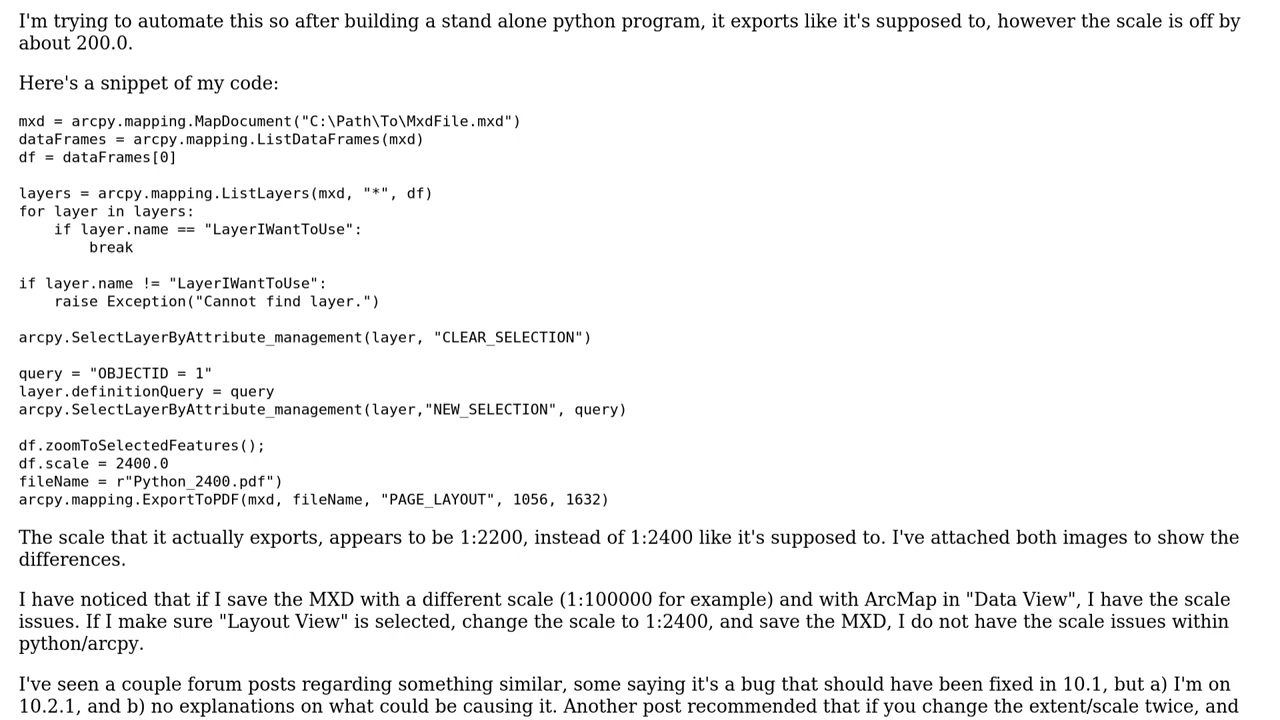 I'm trying to automate this so after building a stand alone python program, it exports like it's supposed to, however the scale is off by
about 200.0.
Here's a snippet of my code:
mxd = arcpy.mapping.MapDocument("C:\Path\To\MxdFile.mxd")
dataFrames = arcpy.mapping.ListDataFrames(mxd)
df = dataFrames[0]
layers = arcpy.mapping.ListLayers(mxd, "*", df)
for layer in layers:
    if layer.name == "LayerIWantToUse":
        break
if layer.name != "LayerIWantToUse":
    raise Exception("Cannot find layer.")
arcpy.SelectLayerByAttribute_management(layer, "CLEAR_SELECTION")
query = "OBJECTID = 1"
layer.definitionQuery = query
arcpy.SelectLayerByAttribute_management(layer,"NEW_SELECTION", query)
df.zoomToSelectedFeatures();
df.scale = 2400.0
fileName = r"Python_2400.pdf")
arcpy.mapping.ExportToPDF(mxd, fileName, "PAGE_LAYOUT", 1056, 1632)
The scale that it actually exports, appears to be 1:2200, instead of 1:2400 like it's supposed to. I've attached both images to show the
differences.
I have noticed that if I save the MXD with a different scale (1:100000 for example) and with ArcMap in "Data View", I have the scale
issues. If I make sure "Layout View" is selected, change the scale to 1:2400, and save the MXD, I do not have the scale issues within
python/arcpy.
I've seen a couple forum posts regarding something similar, some saying it's a bug that should have been fixed in 10.1, but a) I'm on
10.2.1, and b) no explanations on what could be causing it. Another post recommended that if you change the extent/scale twice, and